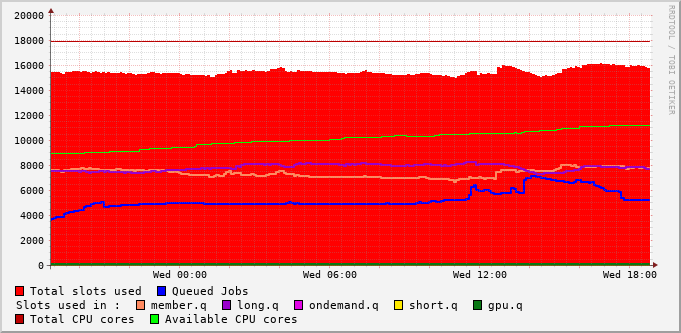 20000
18000
16000
14000
12000
10000
8000
6000
4000
2000
0
Wed 00:00 Wed 06:00 Wed 12:00 Wed 18:00
Total slots used Queued Jobs
Slots used in : member.q long.q ondemand.q short.q gpu.q
Total CPU cores Available CPU cores
RRDTOOL / TOBI OETIKER